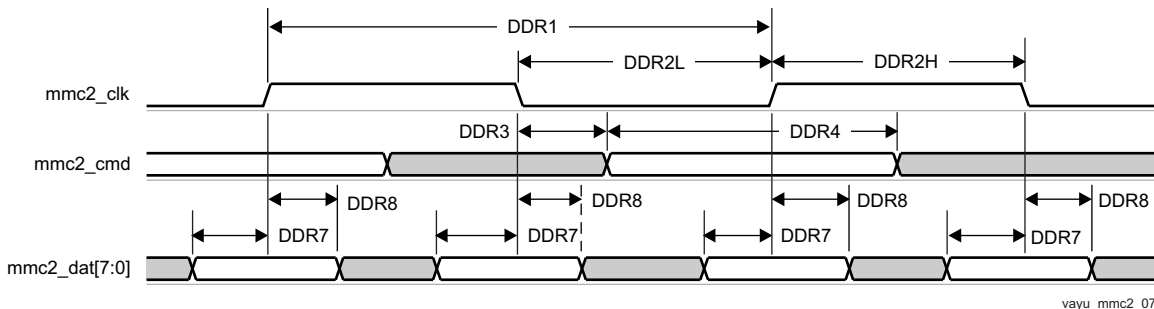 DDR1
DDR2L DDR2H
mmc2_clk
DDR3 DDR4
mmc2_cmd
DDR8 DDR8 DDR8 DDR8
DDR7 DDR7 DDR7 DDR7
mmc2_dat[7:0]
vayu_mmc2_07